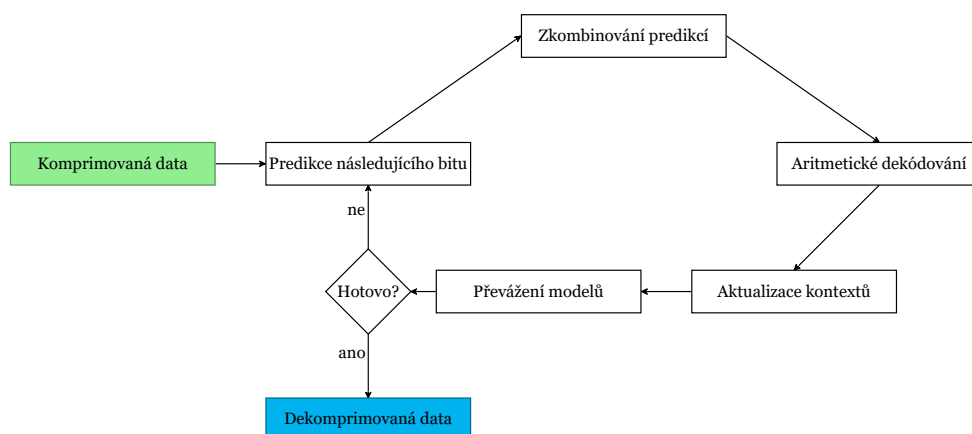 Zkombinování predikcí
Komprimovaná data
Predikce následujícího bitu
Aritmetické dekódování
ne
Hotovo?
Převážení modelů
Aktualizace kontextů
ano
Dekomprimovaná data